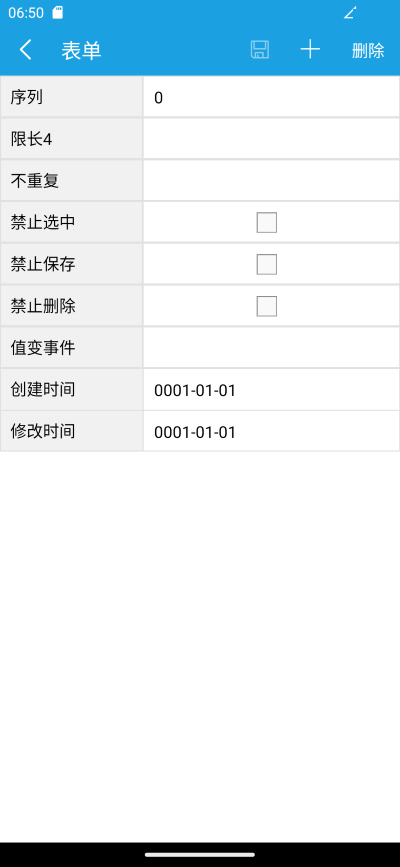 06:50
表单 删除
序列 0
限长4
不重复
禁止选中
禁止保存
禁止删除
值变事件
创建时间 0001-01-01
修改时间 0001-01-01